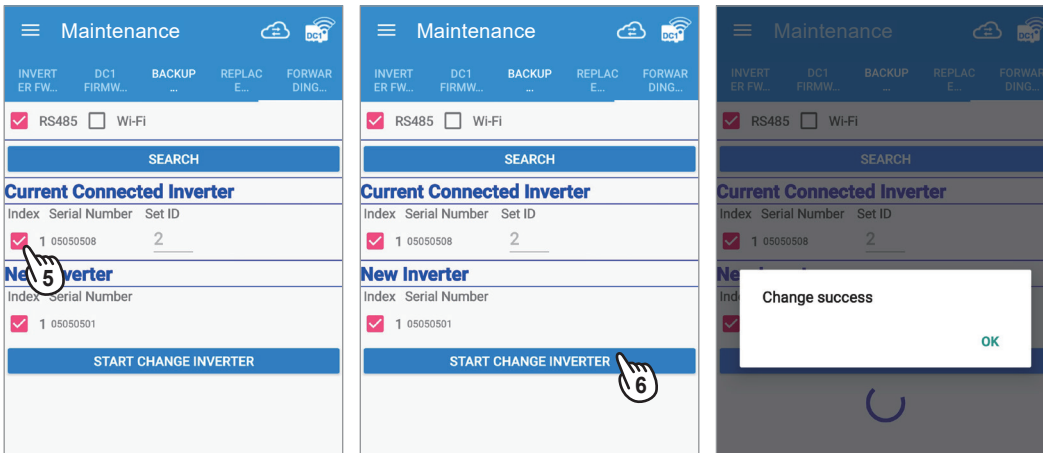 Maintenance
DC1
INVERT
ER FW...
DC1
FIRMW...
BACKUP
...
REPLAC
E...
FORWAR
DING...
RS485 Wi-Fi
SEARCH
Current Connected Inverter
Index Serial Number Set ID
1 05050508 2
5
New Inverter
Index Serial Number
1 05050501
START CHANGE INVERTER
Maintenance
DC1
INVERT
ER FW...
DC1
FIRMW...
BACKUP
...
REPLAC
E...
FORWAR
DING...
RS485 Wi-Fi
SEARCH
Current Connected Inverter
Index Serial Number Set ID
1 05050508 2
New Inverter
Index Serial Number
1 05050501
START CHANGE INVERTER
6
Maintenance
DC1
INVERT
ER FW...
DC1
FIRMW...
BACKUP
...
REPLAC
E...
FORWAR
DING...
RS485 Wi-Fi
SEARCH
Current Connected Inverter
Index Serial Number Set ID
1 05050508 2
Change success
OK